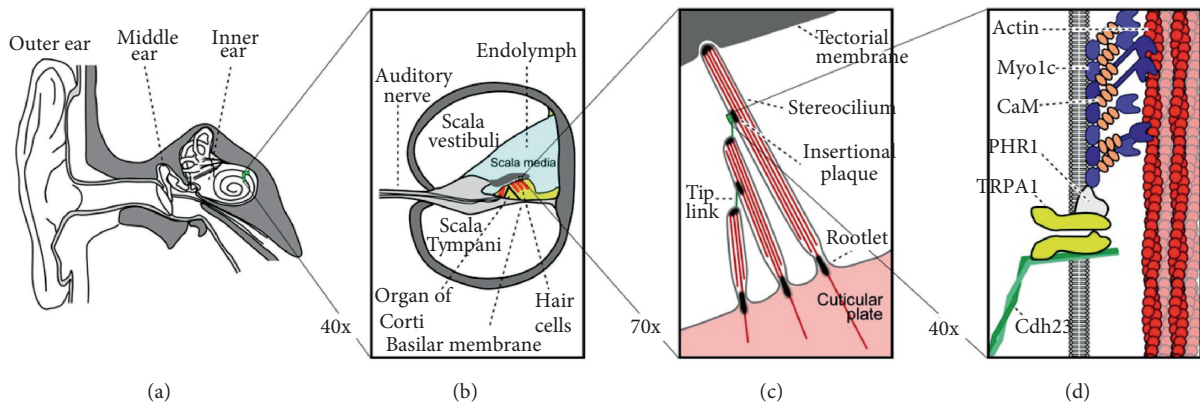 Outer ear
Middle
ear
Inner
ear
40x
(a)
Endolymph
Auditory
nerve
Scala
vestibuli
Scala media
Scala
Tympani
Organ of
Corti
Hair
cells
Basilar membrane
70x
(b)
Tectorial
membrane
Stereocilium
Insertional
plaque
Tip
link
Rootlet
Cuticular
plate
40x
(c)
Actin
Myo1c
CaM
PHR1
TRPA1
Cdh23
(d)